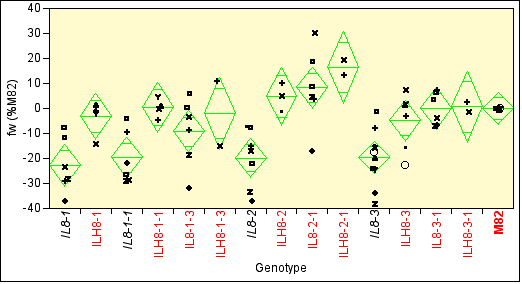 40
30
20
10
0
-10
-20
-30
-40
fw (%M82)
IL8-1
ILH8-1
IL8-1-1
ILH8-1-1
IL8-1-3
ILH8-1-3
IL8-2
ILH8-2
IL8-2-1
ILH8-2-1
IL8-3
ILH8-3
IL8-3-1
ILH8-3-1
M82
Genotype